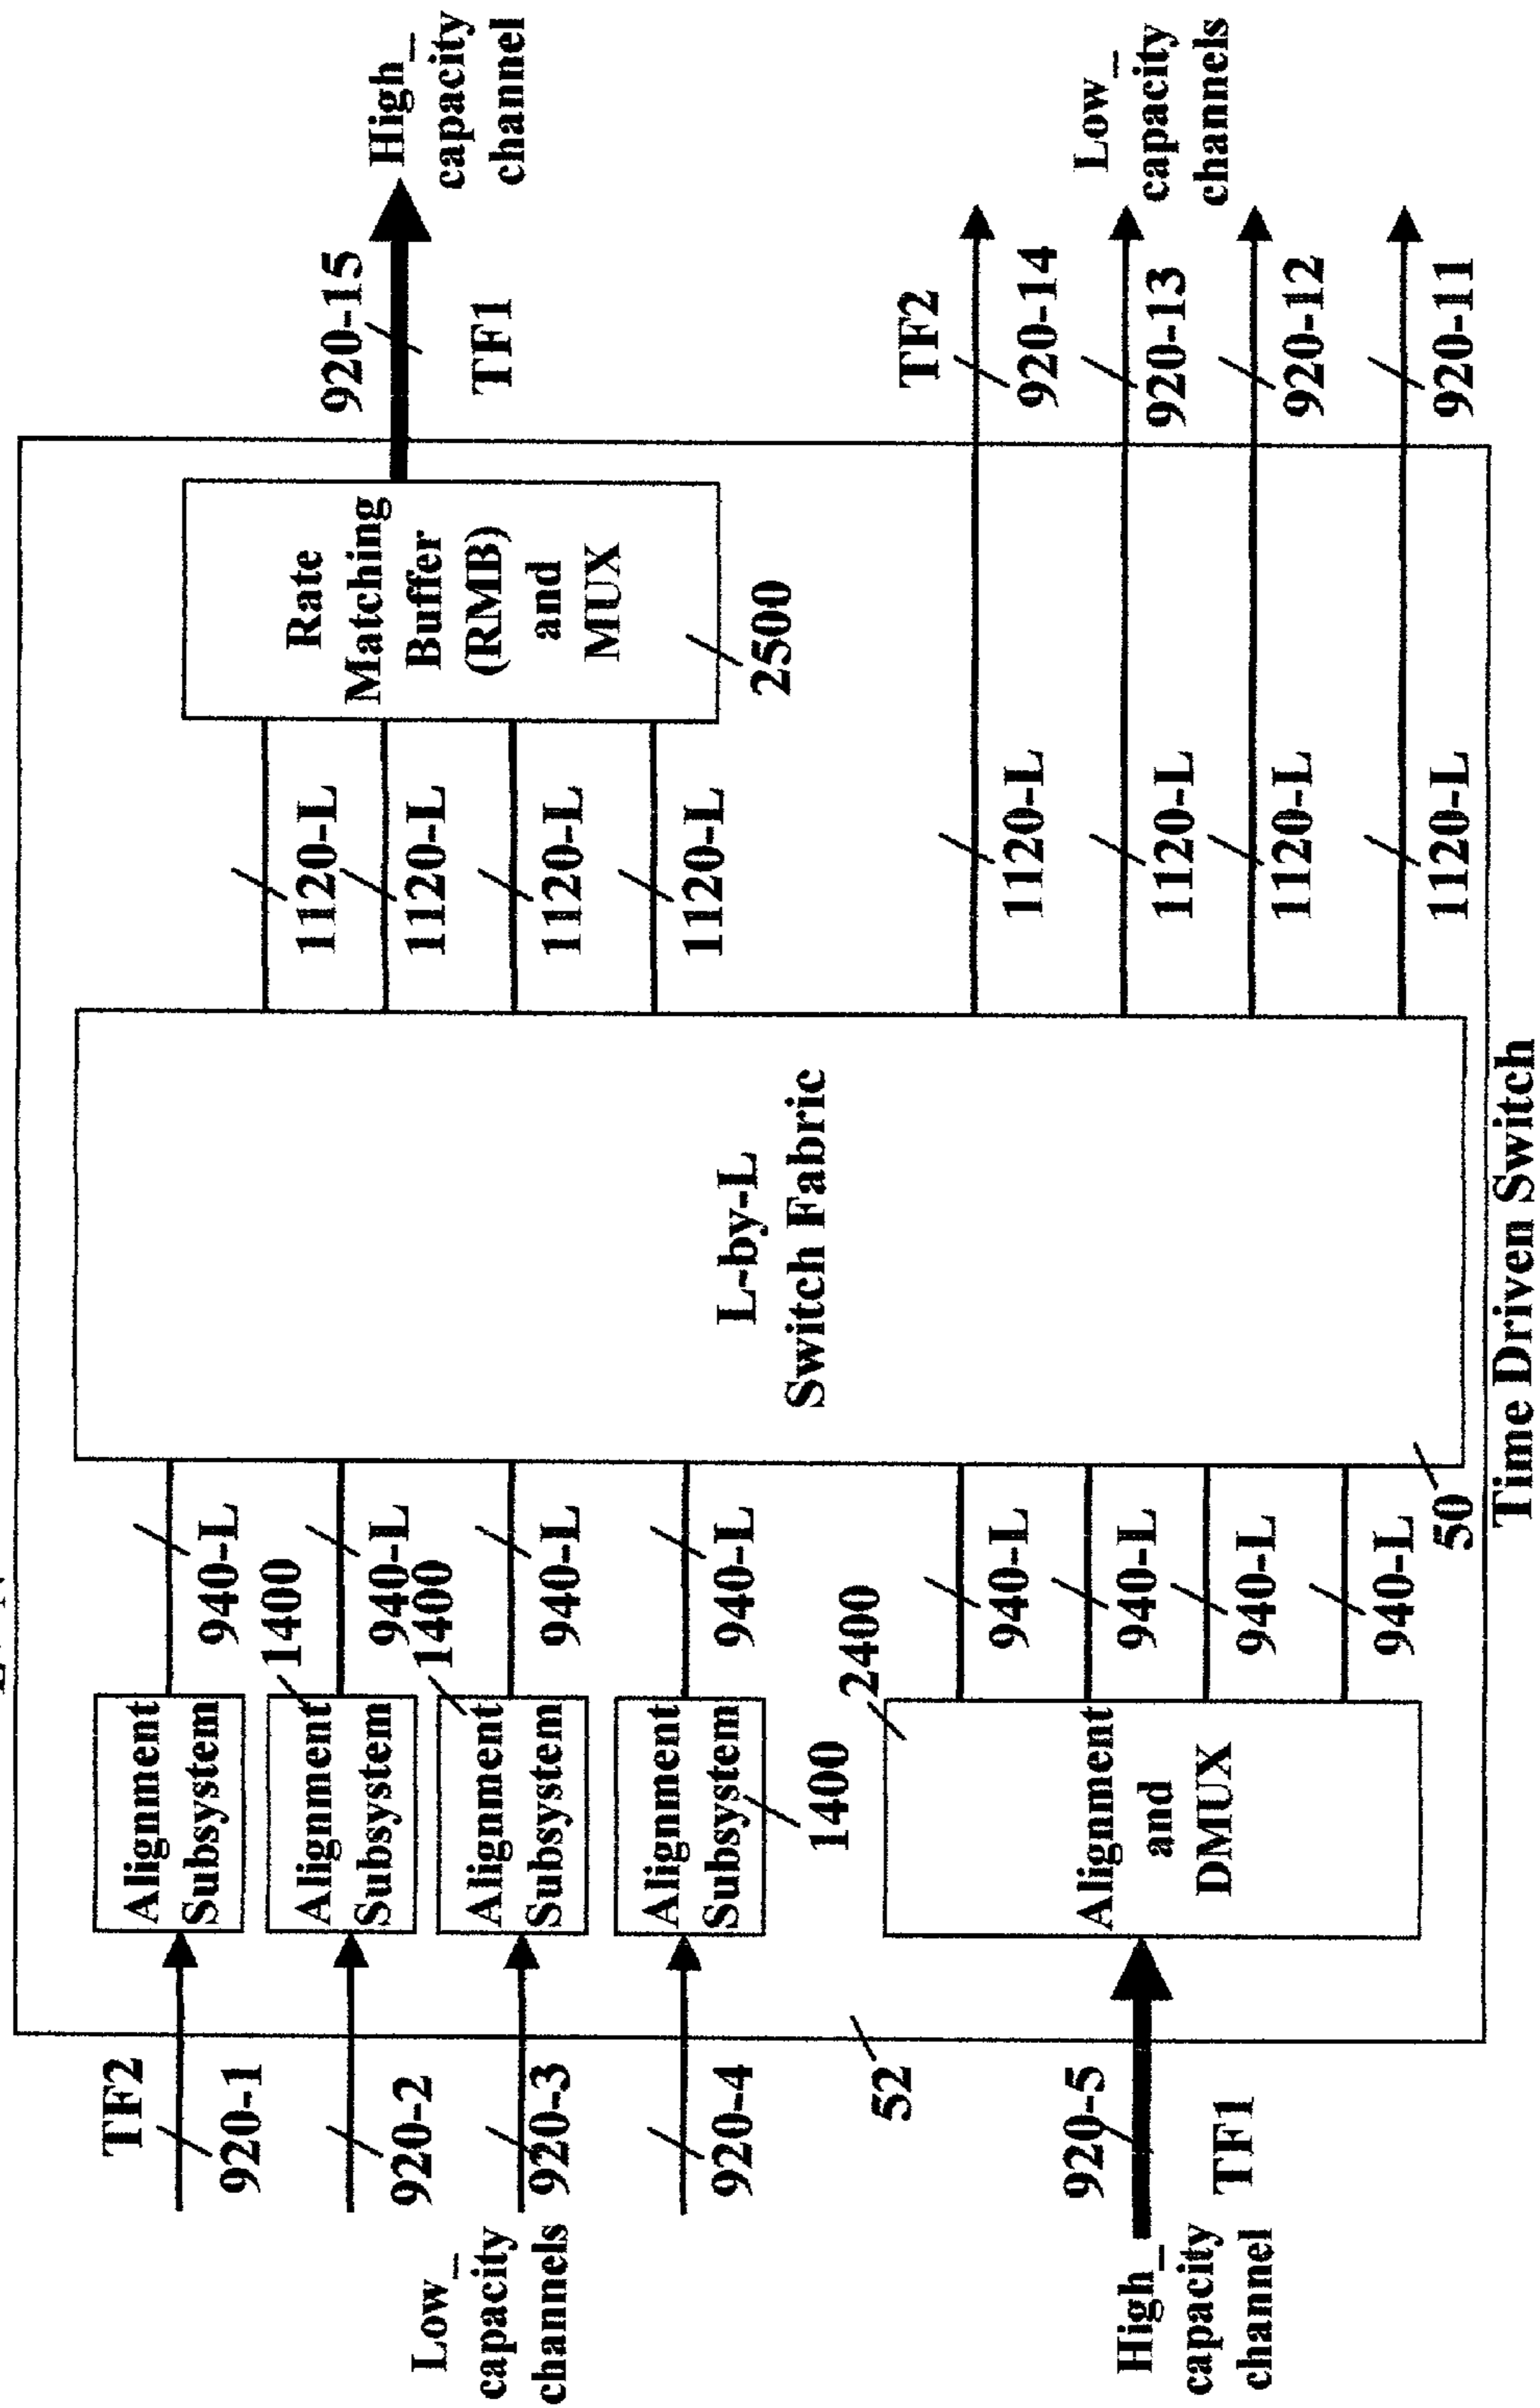 TF2
920-1
920-2
Low_
capacity
channels
920-3
920-4
52
High_
capacity
channel
920-5
TF1
Alignment
Subsystem
Alignment
Subsystem
1400
Alignment
Subsystem
1400
Alignment
Subsystem
1400
Alignment
and
DMUX
2400
940-L
940-L
940-L
940-L
940-L
940-L
940-L
940-L
L-by-L
Switch Fabric
50
Time Driven Switch
1120-L
1120-L
1120-L
1120-L
1120-L
1120-L
1120-L
1120-L
Rate
Matching
Buffer
(RMB)
and
MUX
2500
920-15
TF1
High_
capacity
channel
TF2
920-14
920-13
920-12
920-11
Low_
capacity
channels